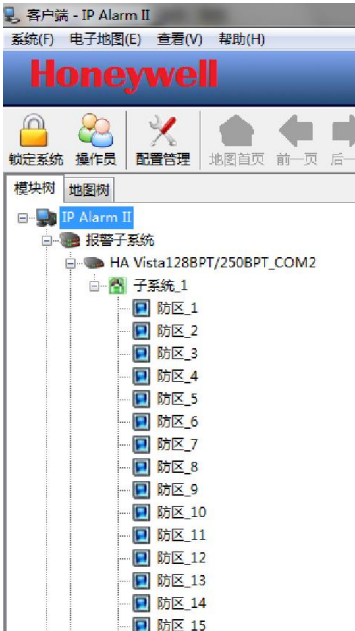 客户端 - IP Alarm II
系统(F) 电子地图(E) 查看(V) 帮助(H)
Honeywell
锁定系统 操作员 配置管理 地图首页 前一页 后一
模块树 地图树
IP Alarm II
报警子系统
HA Vista128BPT/250BPT_COM2
子系统_1
防区_1
防区_2
防区_3
防区_4
防区_5
防区_6
防区_7
防区_8
防区_9
防区_10
防区_11
防区_12
防区_13
防区_14
防区_15